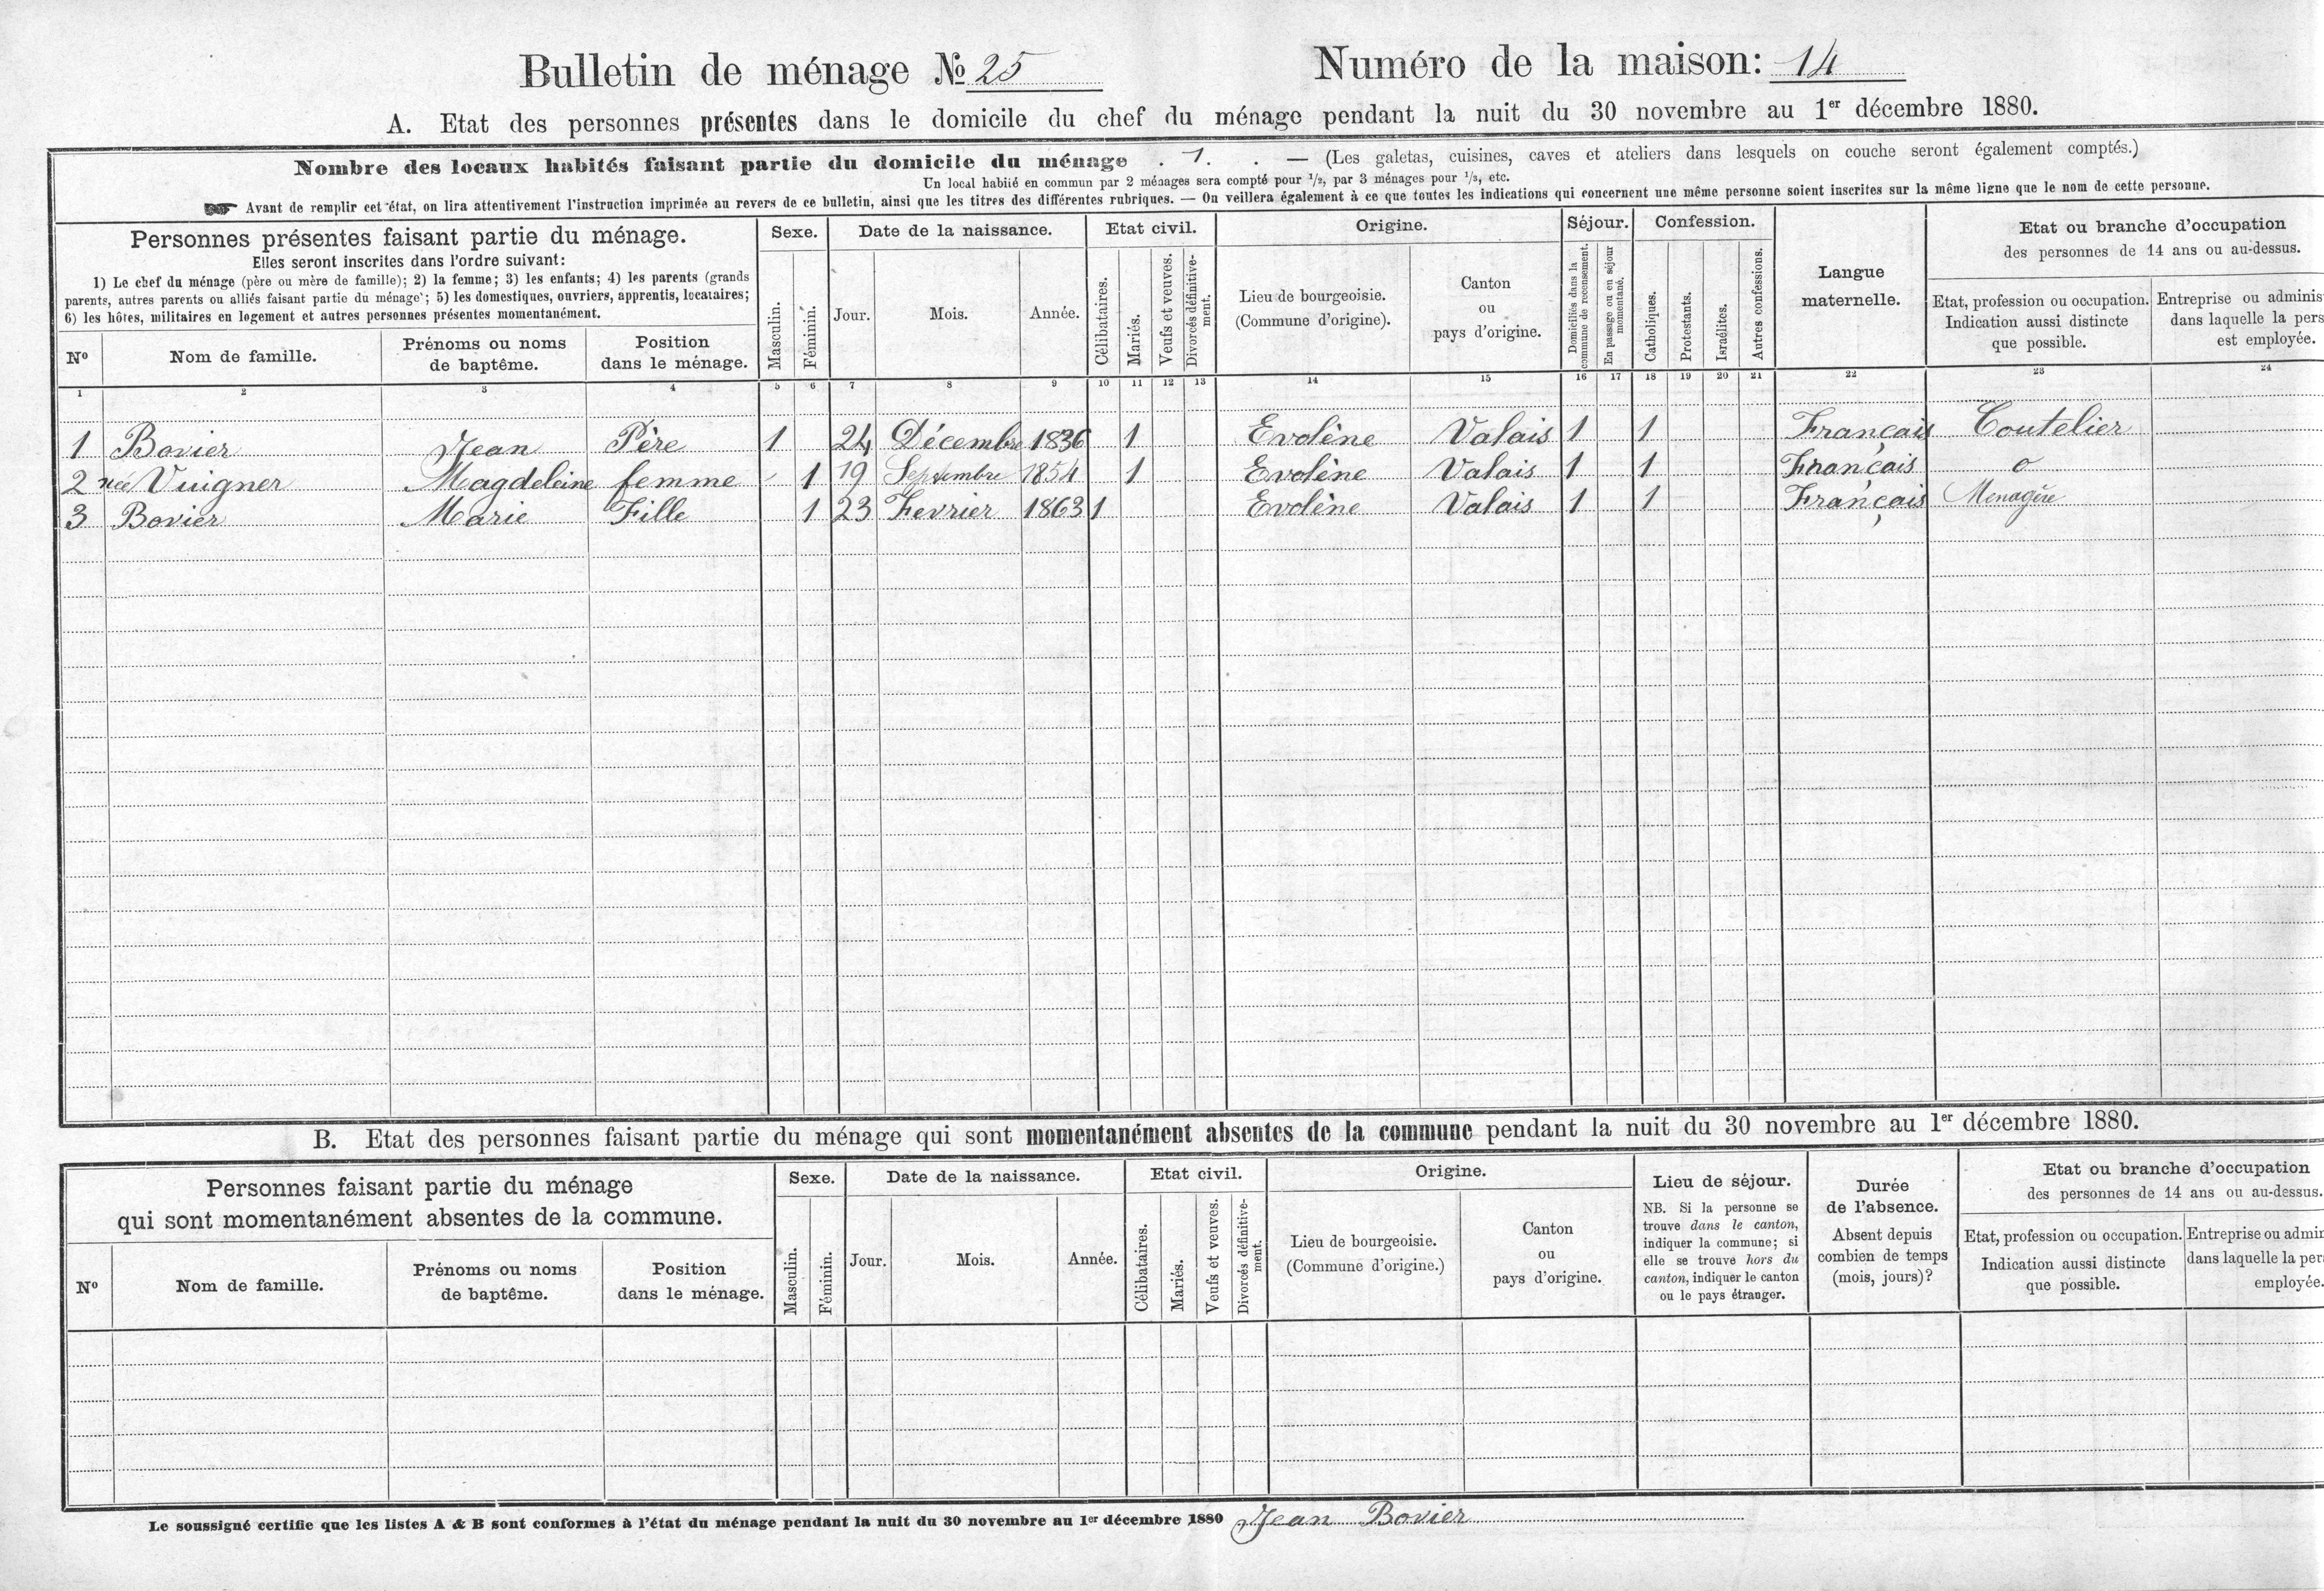 Bulletin de ménage № 25 Numéro de la maison: 14
A. Etat des personnes présentes dans le domicile du chef du ménage pendant la nuit du 30 novembre au 1er décembre 1880.
Nombre des locaux habités faisant partie du domicile du ménage . 1. . — (Les galetas, cuisines, caves et ateliers dans lesquels on couche seront également comptés.)
Un local habité en commun par 2 ménages sera compté pour 1/2, par 3 ménages pour 1/3, etc.
☛ Avant de remplir cet état, on lira attentivement l'instruction imprimée au revers de ce bulletin, ainsi que les titres des différentes rubriques. — On veillera également à ce que toutes les indications qui concernent une même personne soient inscrites sur la même ligne que le nom de cette personne.
Personnes présentes faisant partie du ménage.
Elles seront inscrites dans l'ordre suivant:
1) Le chef du ménage (père ou mère de famille); 2) la femme; 3) les enfants; 4) les parents (grands
parents, autres parents ou alliés faisant partie du ménage; 5) les domestiques, ouvriers, apprentis, locataires;
6) les hôtes, militaires en logement et autres personnes présentes momentanément.
No
Nom de famille.
Prénoms ou noms
de baptême.
Position
dans le ménage.
Sexe.
Masculin.
Féminin.
Date de la naissance.
Jour.
Mois.
Année.
Etat civil.
Célibataires.
Mariés.
Veufs et veuves.
Divorcés définitive-
ment.
Origine.
Lieu de bourgeoisie.
(Commune d'origine).
Canton
ou
pays d'origine.
Séjour.
Domiciliés dans la
commune de recensement.
En passage ou en séjour
momentané.
Confession.
Catholiques.
Protestants.
Israélites.
Autres confessions.
Langue
maternelle.
Etat ou branche d'occupation
des personnes de 14 ans ou au-dessus.
Etat, profession ou occupation.
Indication aussi distincte
que possible.
Entreprise ou adminis
dans laquelle la pers
est employée.
1 2 3 4 5 6 7 8 9 10 11 12 13 14 15 16 17 18 19 20 21 22 23 24
1 Bovier Jean Père 1 24 Décembre 1836 1 Evolène Valais 1 1 Français Coutelier
2 née Vuigner Magdeleine femme 1 19 Septembre 1854 1 Evolène Valais 1 1 Français o
3 Bovier Marie Fille 1 23 Fevrier 1863 1 Evolène Valais 1 1 Français Menagère
B. Etat des personnes faisant partie du ménage qui sont momentanément absentes de la commune pendant la nuit du 30 novembre au 1er décembre 1880.
Personnes faisant partie du ménage
qui sont momentanément absentes de la commune.
No
Nom de famille.
Prénoms ou noms
de baptême.
Position
dans le ménage.
Sexe.
Masculin.
Féminin.
Date de la naissance.
Jour.
Mois.
Année.
Etat civil.
Célibataires.
Mariés.
Veufs et veuves.
Divorcés définitive-
ment.
Origine.
Lieu de bourgeoisie.
(Commune d'origine.)
Canton
ou
pays d'origine.
Lieu de séjour.
NB. Si la personne se
trouve dans le canton,
indiquer la commune; si
elle se trouve hors du
canton, indiquer le canton
ou le pays étranger.
Durée
de l'absence.
Absent depuis
combien de temps
(mois, jours)?
Etat ou branche d'occupation
des personnes de 14 ans ou au-dessus.
Etat, profession ou occupation.
Indication aussi distincte
que possible.
Entreprise ou admin
dans laquelle la per
employée.
Le soussigné certifie que les listes A & B sont conformes à l'état du ménage pendant la nuit du 30 novembre au 1er décembre 1880 Jean Bovier